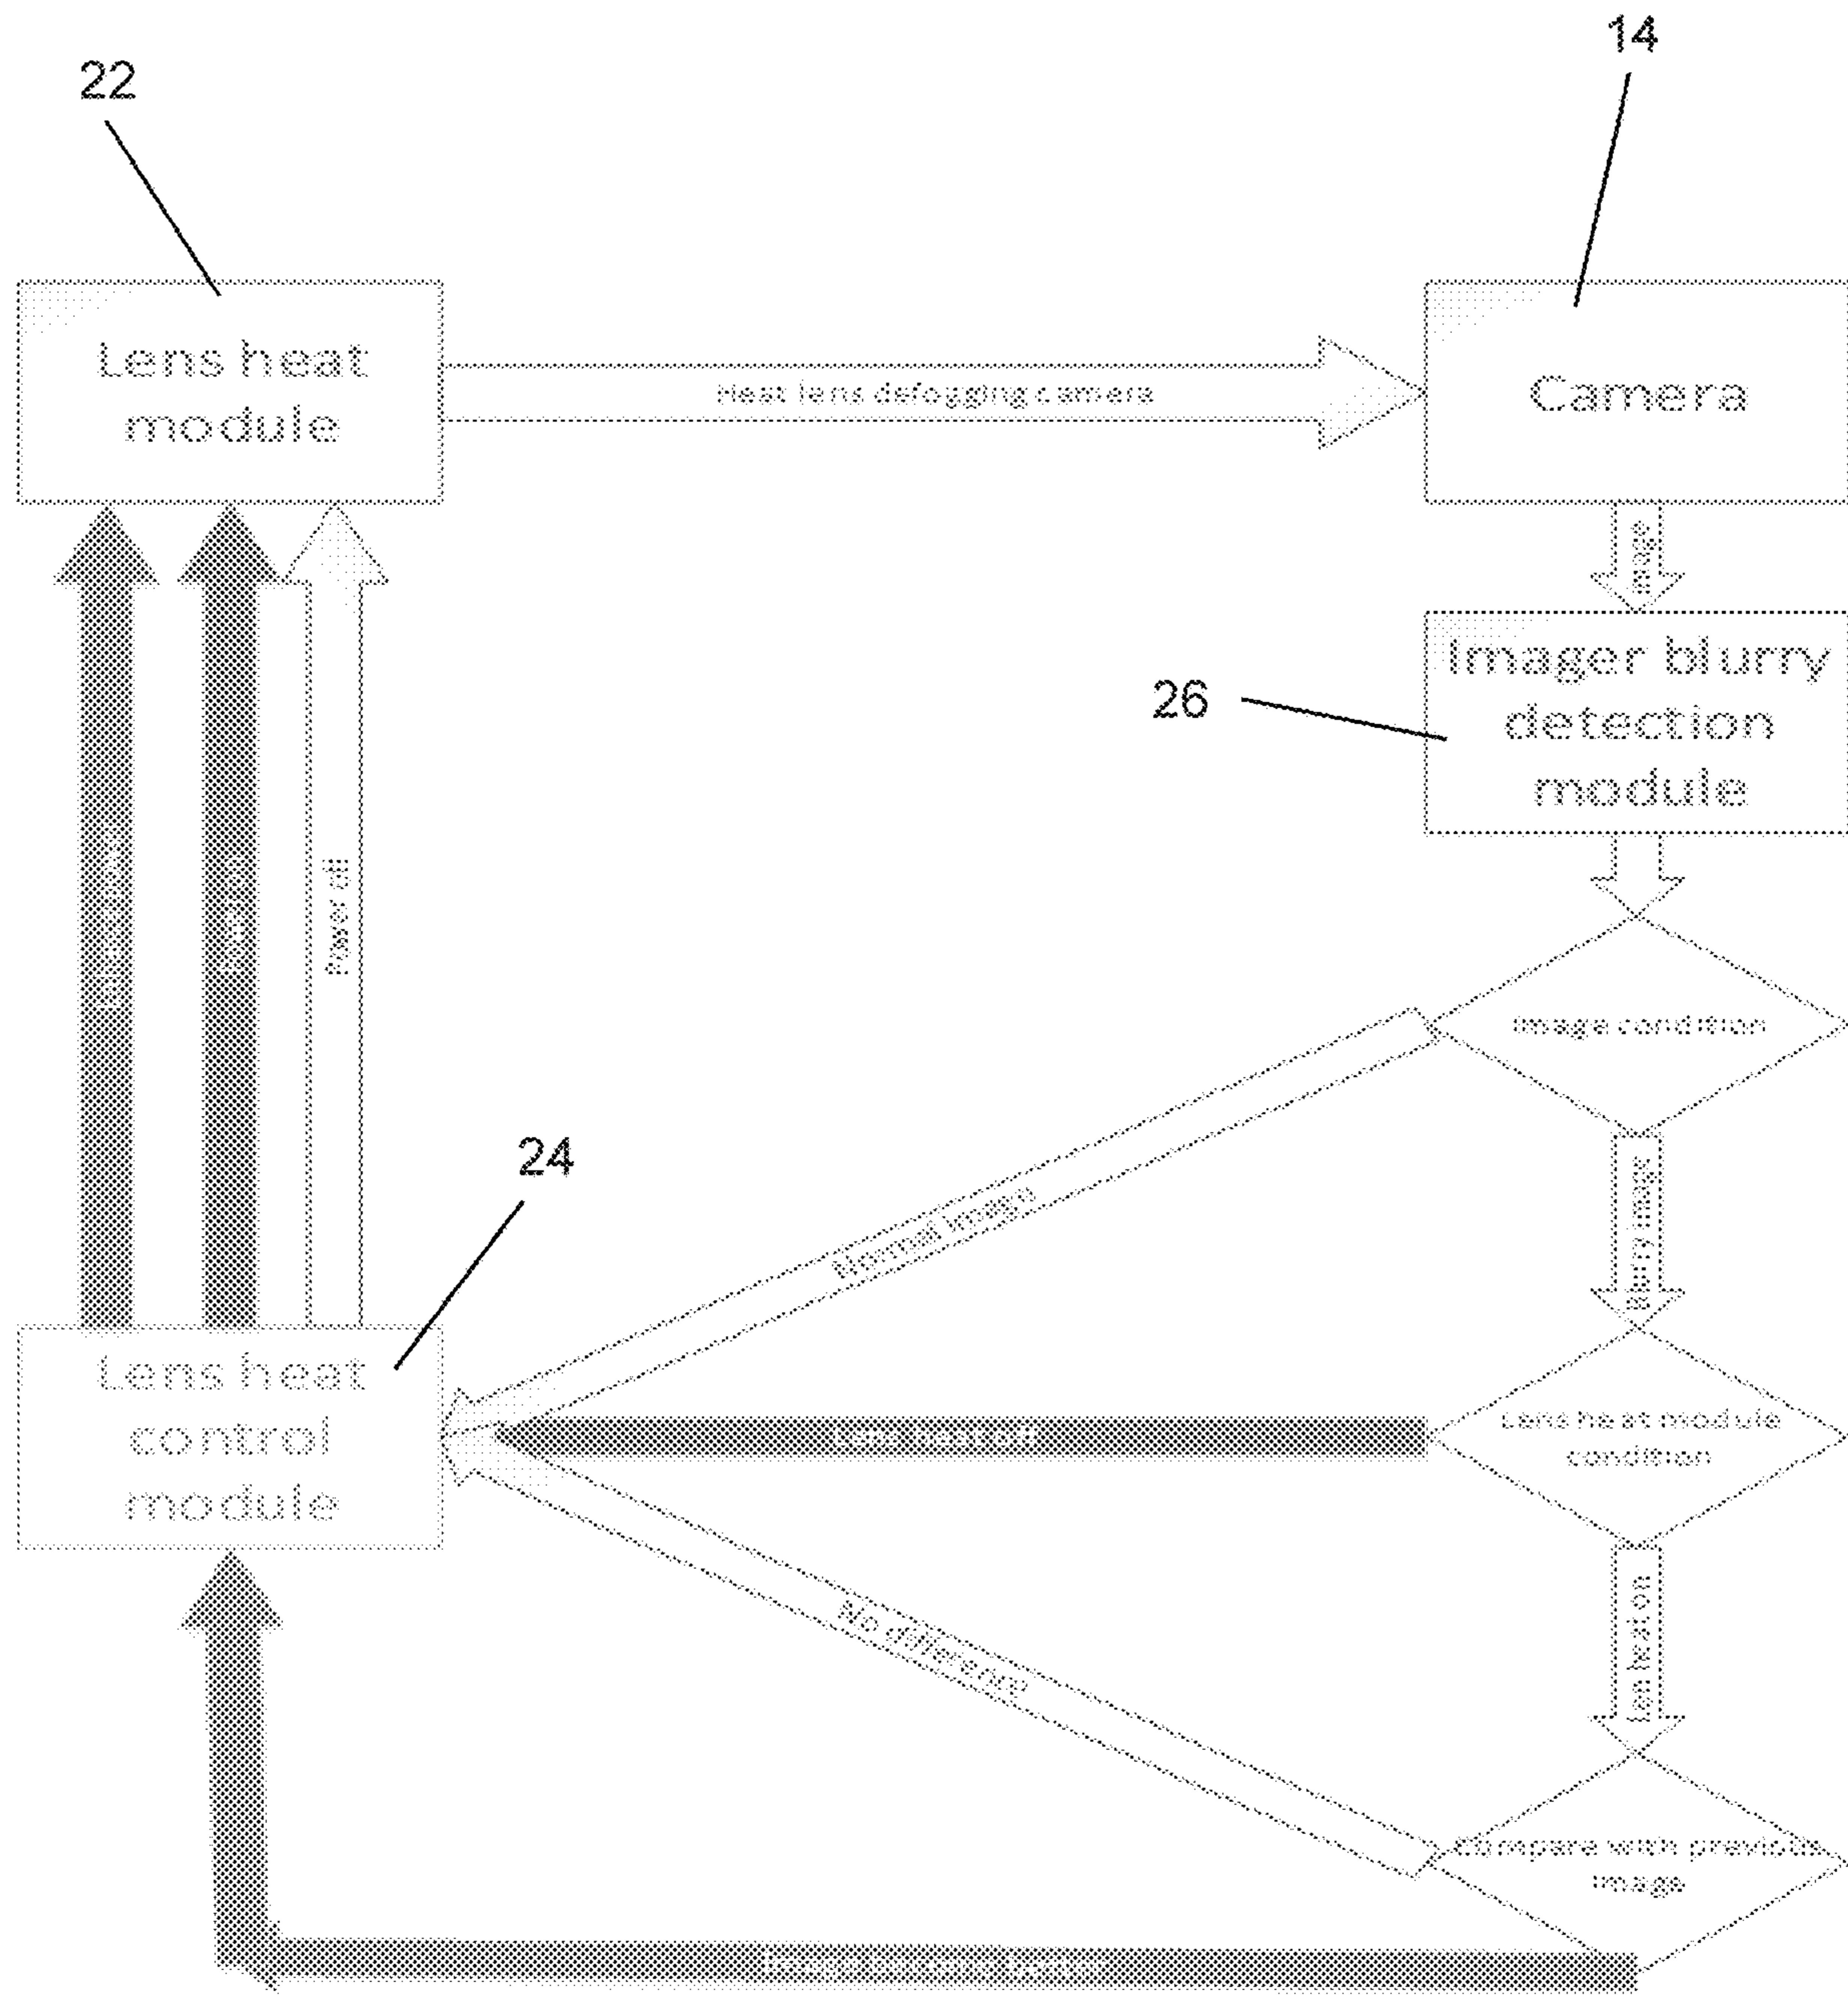 14
22
Lens heat
module
Heat lens defogging camera
Camera
Image
Imager blurry
detection
module
26
Power off
Image condition
24
Normal image
Blurry image
Lens heat
control
module
Lens heat off
Lens heat module
condition
No difference
Len heat on
Compare with previous
image
Image